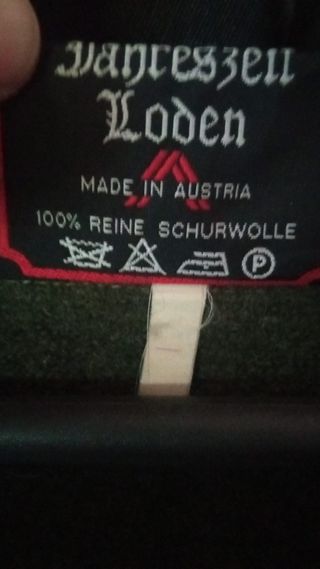 Jahreszeit
Loden
MADE IN AUSTRIA
100% REINE SCHURWOLLE
P